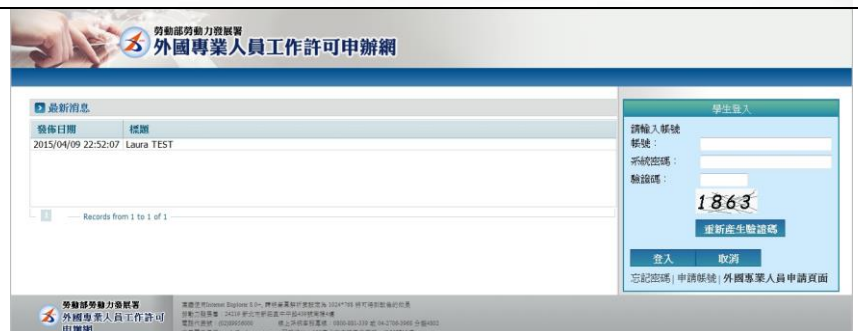 勞動部勞動力發展署
外國專業人員工作許可申辦網
最新消息
發佈日期 標題
2015/04/09 22:52:07 Laura TEST
1 Records from 1 to 1 of 1
學生登入
請輸入帳號
帳號：
系統密碼：
驗證碼：
1863
重新產生驗證碼
登入 取消
忘記密碼| 申請帳號| 外國專業人員申請頁面
勞動部勞動力發展署
外國專業人員工作許可
申辦網